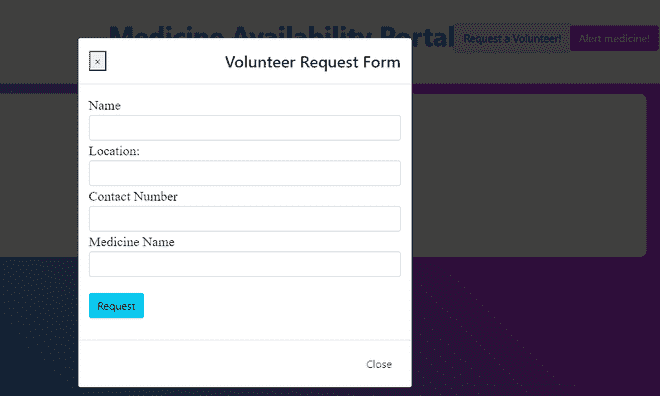 Medicine Availability Portal
Request a Volunteer!
Alert medicine!
×
Volunteer Request Form
Name
Location:
Contact Number
Medicine Name
Request
Close